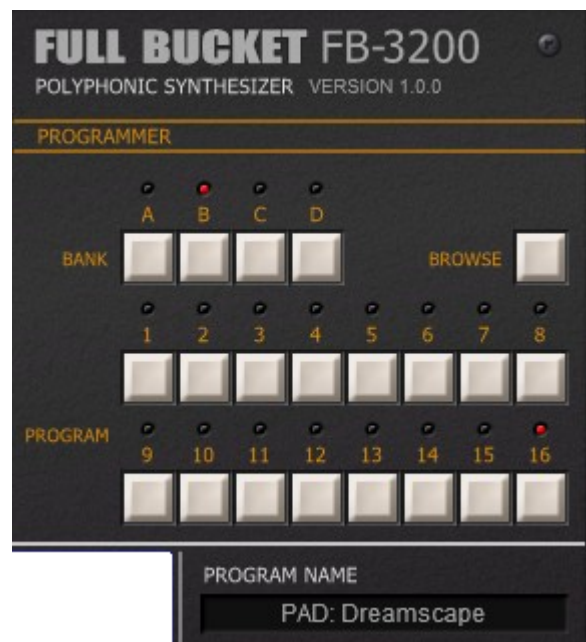 FULL BUCKET FB-3200
POLYPHONIC SYNTHESIZER VERSION 1.0.0
PROGRAMMER
A B C D
BANK BROWSE
1 2 3 4 5 6 7 8
PROGRAM
9 10 11 12 13 14 15 16
PROGRAM NAME
PAD: Dreamscape